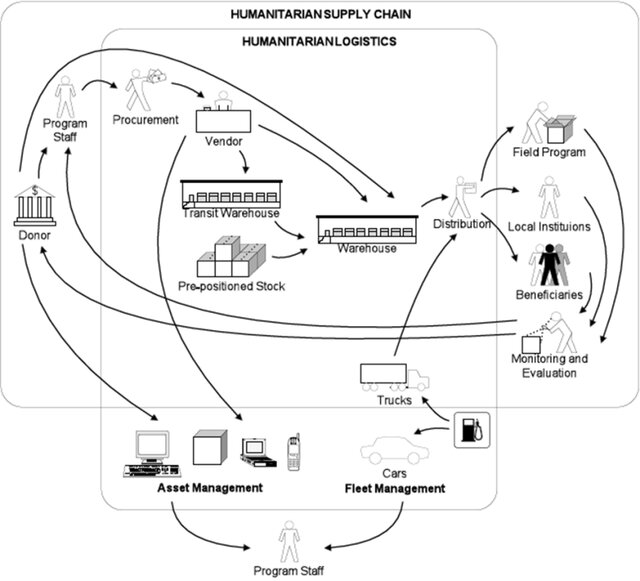 HUMANITARIAN SUPPLY CHAIN
HUMANITARIAN LOGISTICS
Program
Staff
Procurement
Vendor
Field Program
$
Donor
Transit Warehouse
Warehouse
Distribution
Local Instituions
Pre-positioned Stock
Beneficiaries
Monitoring and
Evaluation
Trucks
Cars
Asset Management
Fleet Management
Program Staff